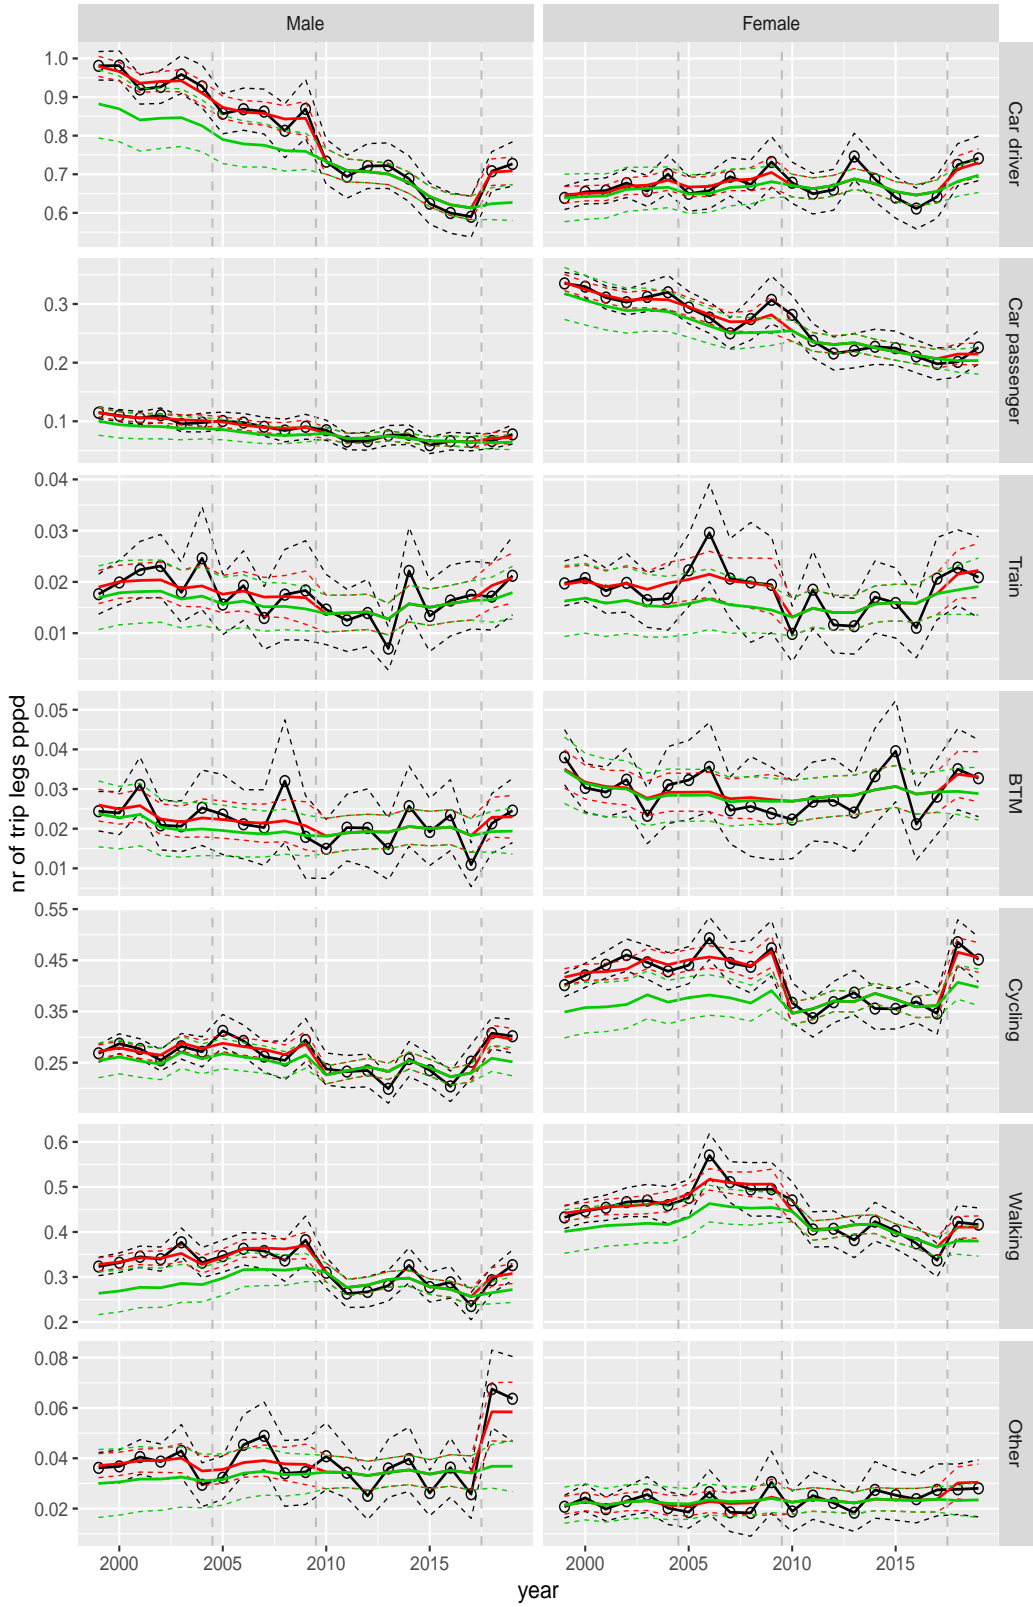 Male Female
1.0
0.9
0.8
0.7
0.6
Car driver
0.3
0.2
0.1
Car passenger
0.04
0.03
0.02
0.01
Train
nr of trip legs pppd
0.05
0.04
0.03
0.02
0.01
BTM
0.55
0.45
0.35
0.25
Cycling
0.6
0.5
0.4
0.3
0.2
Walking
0.08
0.06
0.04
0.02
Other
2000 2005 2010 2015 2000 2005 2010 2015
year